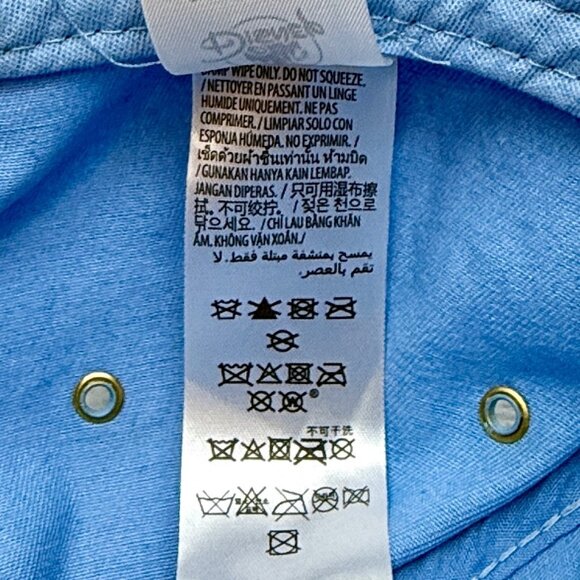 Disney
DAMP WIPE ONLY. DO NOT SQUEEZE.
/ NETTOYER EN PASSANT UN LINGE
HUMIDE UNIQUEMENT. NE PAS
COMPRIMER. / LIMPIAR SOLO CON
ESPONJA HÚMEDA. NO EXPRIMIR. /
เช็ดด้วยผ้าชื้นเท่านั้น ห้ามบิด
/ GUNAKAN HANYA KAIN LEMBAP.
JANGAN DIPERAS. / 只可用湿布擦
拭。不可绞拧。/ 젖은 천으로
닦으세요. / CHỈ LAU BẰNG KHĂN
ẨM. KHÔNG VẶN XOẮN./
يمسح بمنشفة مبتلة فقط. لا
تقم بالعصر.
W®
不可干洗